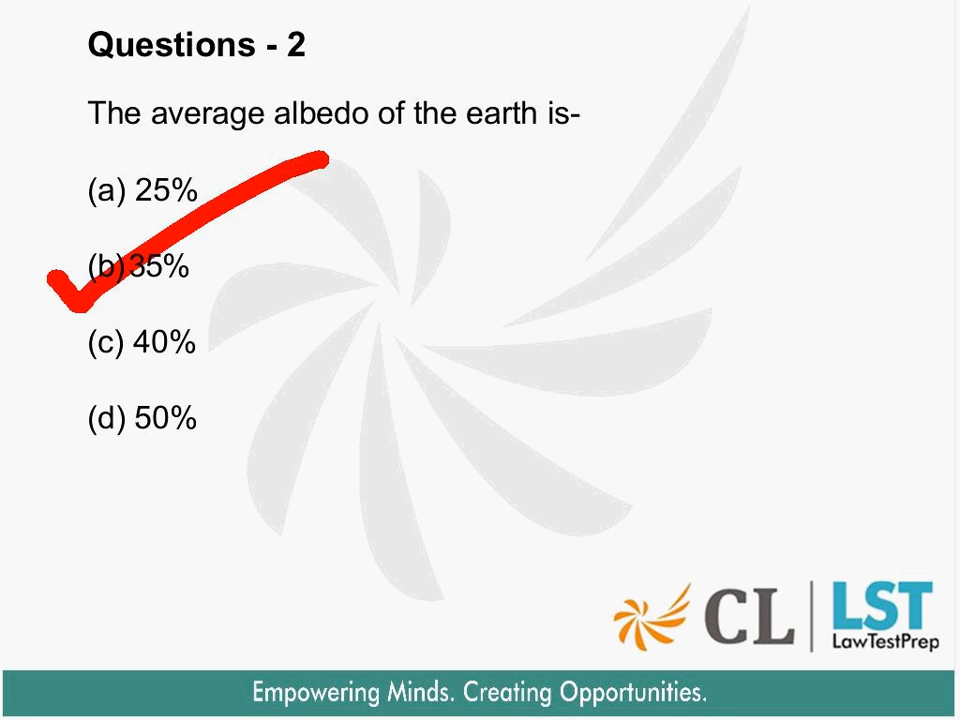 Questions - 2
The average albedo of the earth is-
(a) 25%
(b)35%
(c) 40%
(d) 50%
CL | LST
LawTestPrep
Empowering Minds. Creating Opportunities.